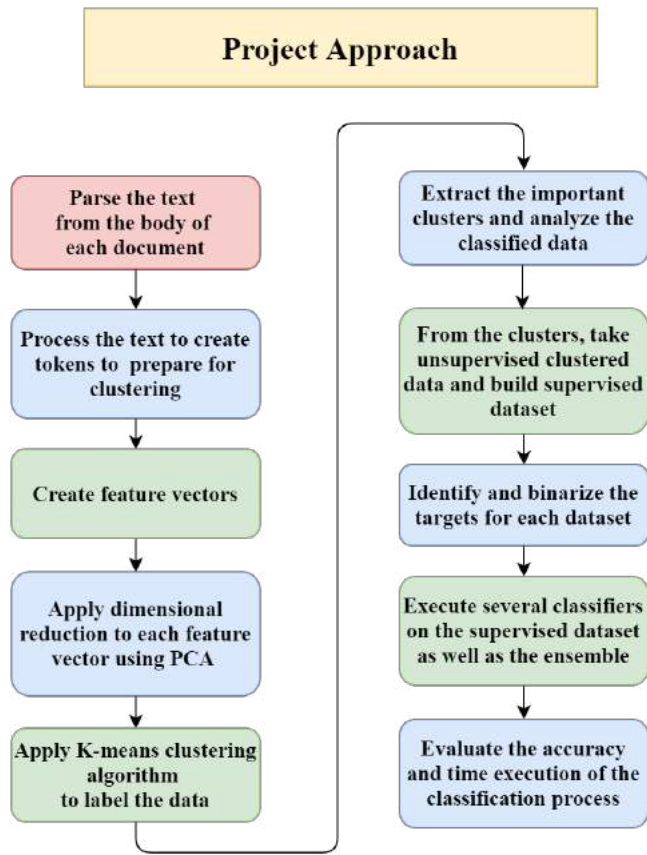 Project Approach
Parse the text
from the body of
each document
Process the text to create
tokens to prepare for
clustering
Create feature vectors
Apply dimensional
reduction to each feature
vector using PCA
Apply K-means clustering
algorithm
to label the data
Extract the important
clusters and analyze the
classified data
From the clusters, take
unsupervised clustered
data and build supervised
dataset
Identify and binarize the
targets for each dataset
Execute several classifiers
on the supervised dataset
as well as the ensemble
Evaluate the accuracy
and time execution of the
classification process